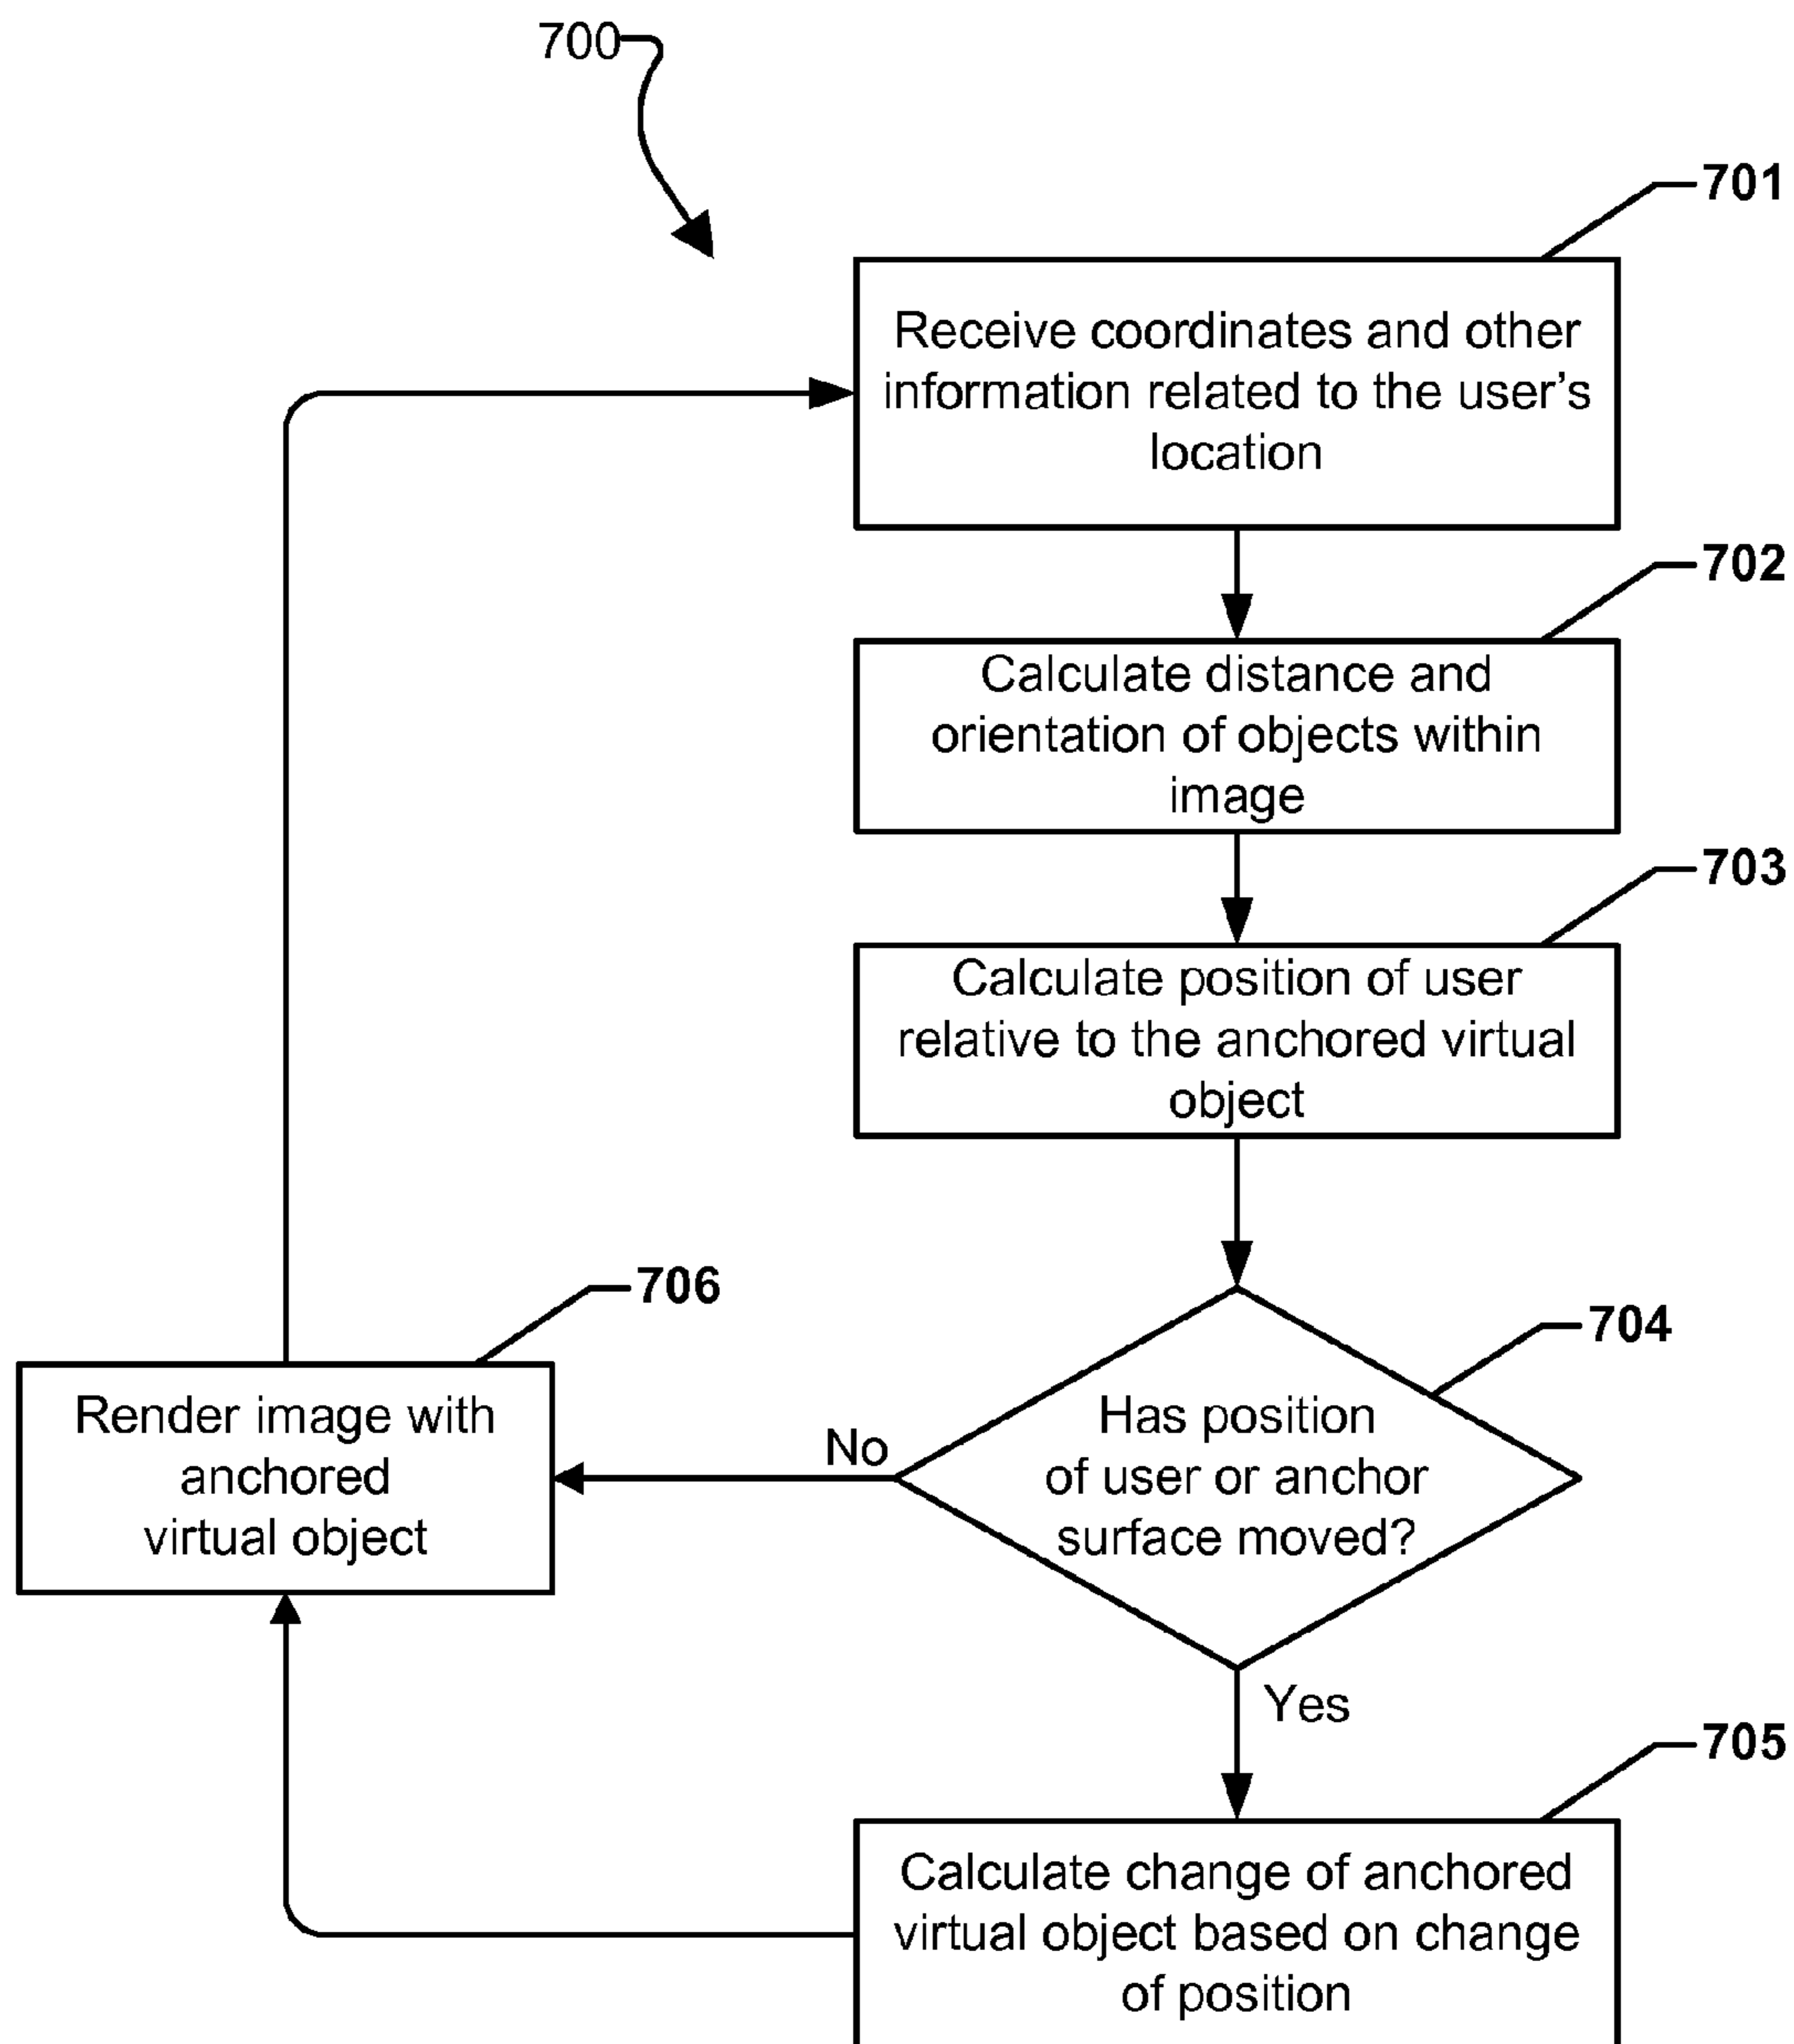 700
701
Receive coordinates and other
information related to the user's
location
702
Calculate distance and
orientation of objects within
image
703
Calculate position of user
relative to the anchored virtual
object
706
Render image with
anchored
virtual object
No
704
Has position
of user or anchor
surface moved?
Yes
705
Calculate change of anchored
virtual object based on change
of position